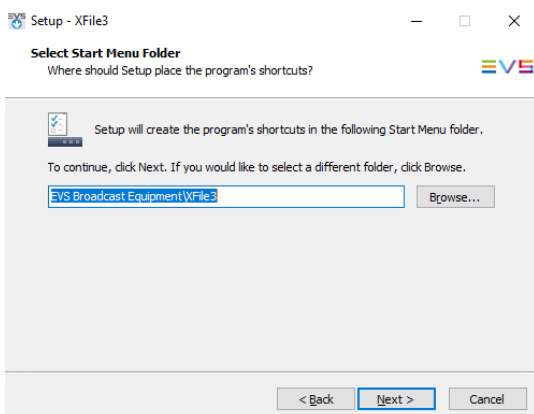 EVS Setup - XFile3
Select Start Menu Folder
Where should Setup place the program's shortcuts?
EVS
Setup will create the program's shortcuts in the following Start Menu folder.
To continue, click Next. If you would like to select a different folder, click Browse.
EVS Broadcast Equipment\XFile3
Browse...
< Back
Next >
Cancel